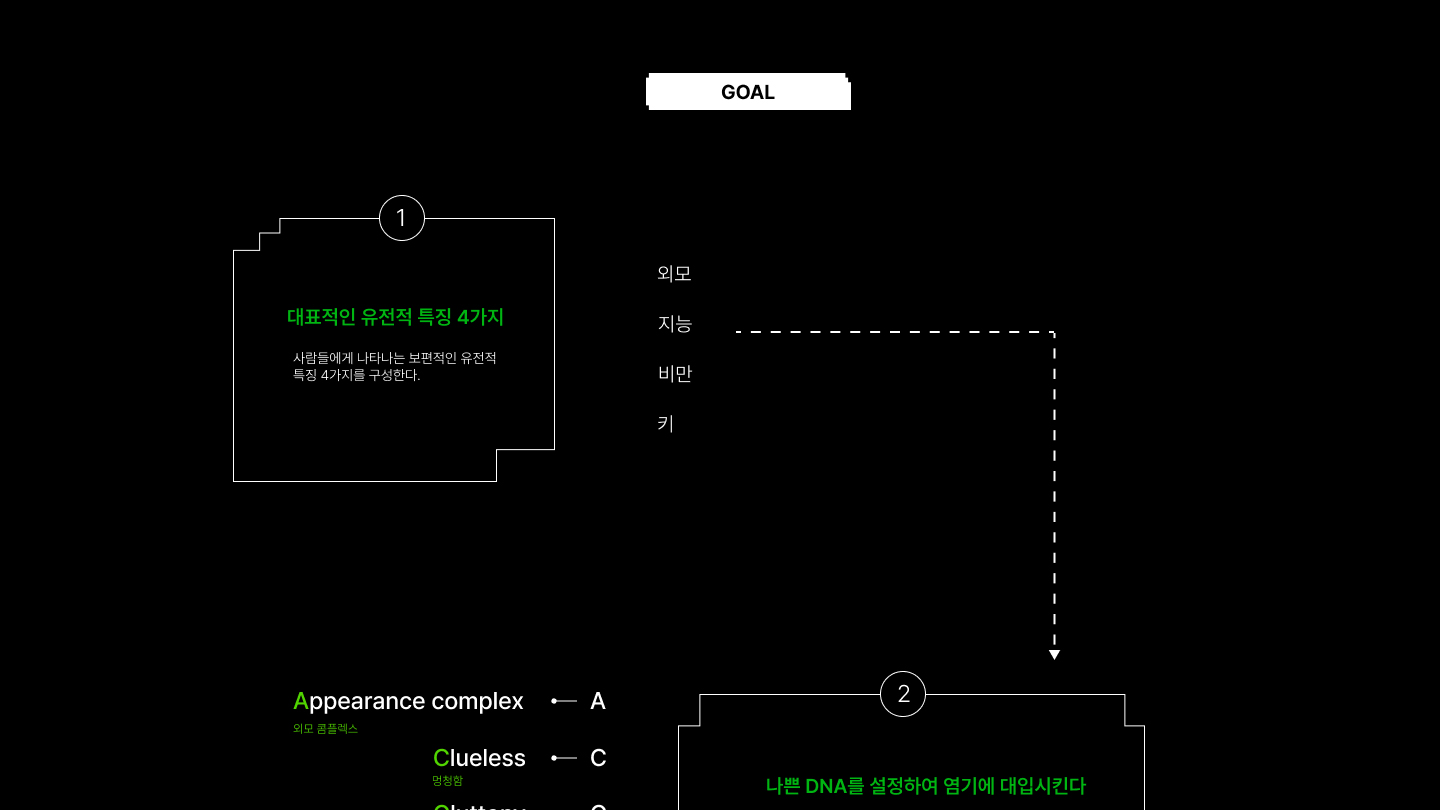 GOAL
1
대표적인 유전적 특징 4가지
사람들에게 나타나는 보편적인 유전적
특징 4가지를 구성한다.
외모
지능
비만
키
Appearance complex A
외모 콤플렉스
Clueless C
멍청함
2
나쁜 DNA를 설정하여 염기에 대입시킨다